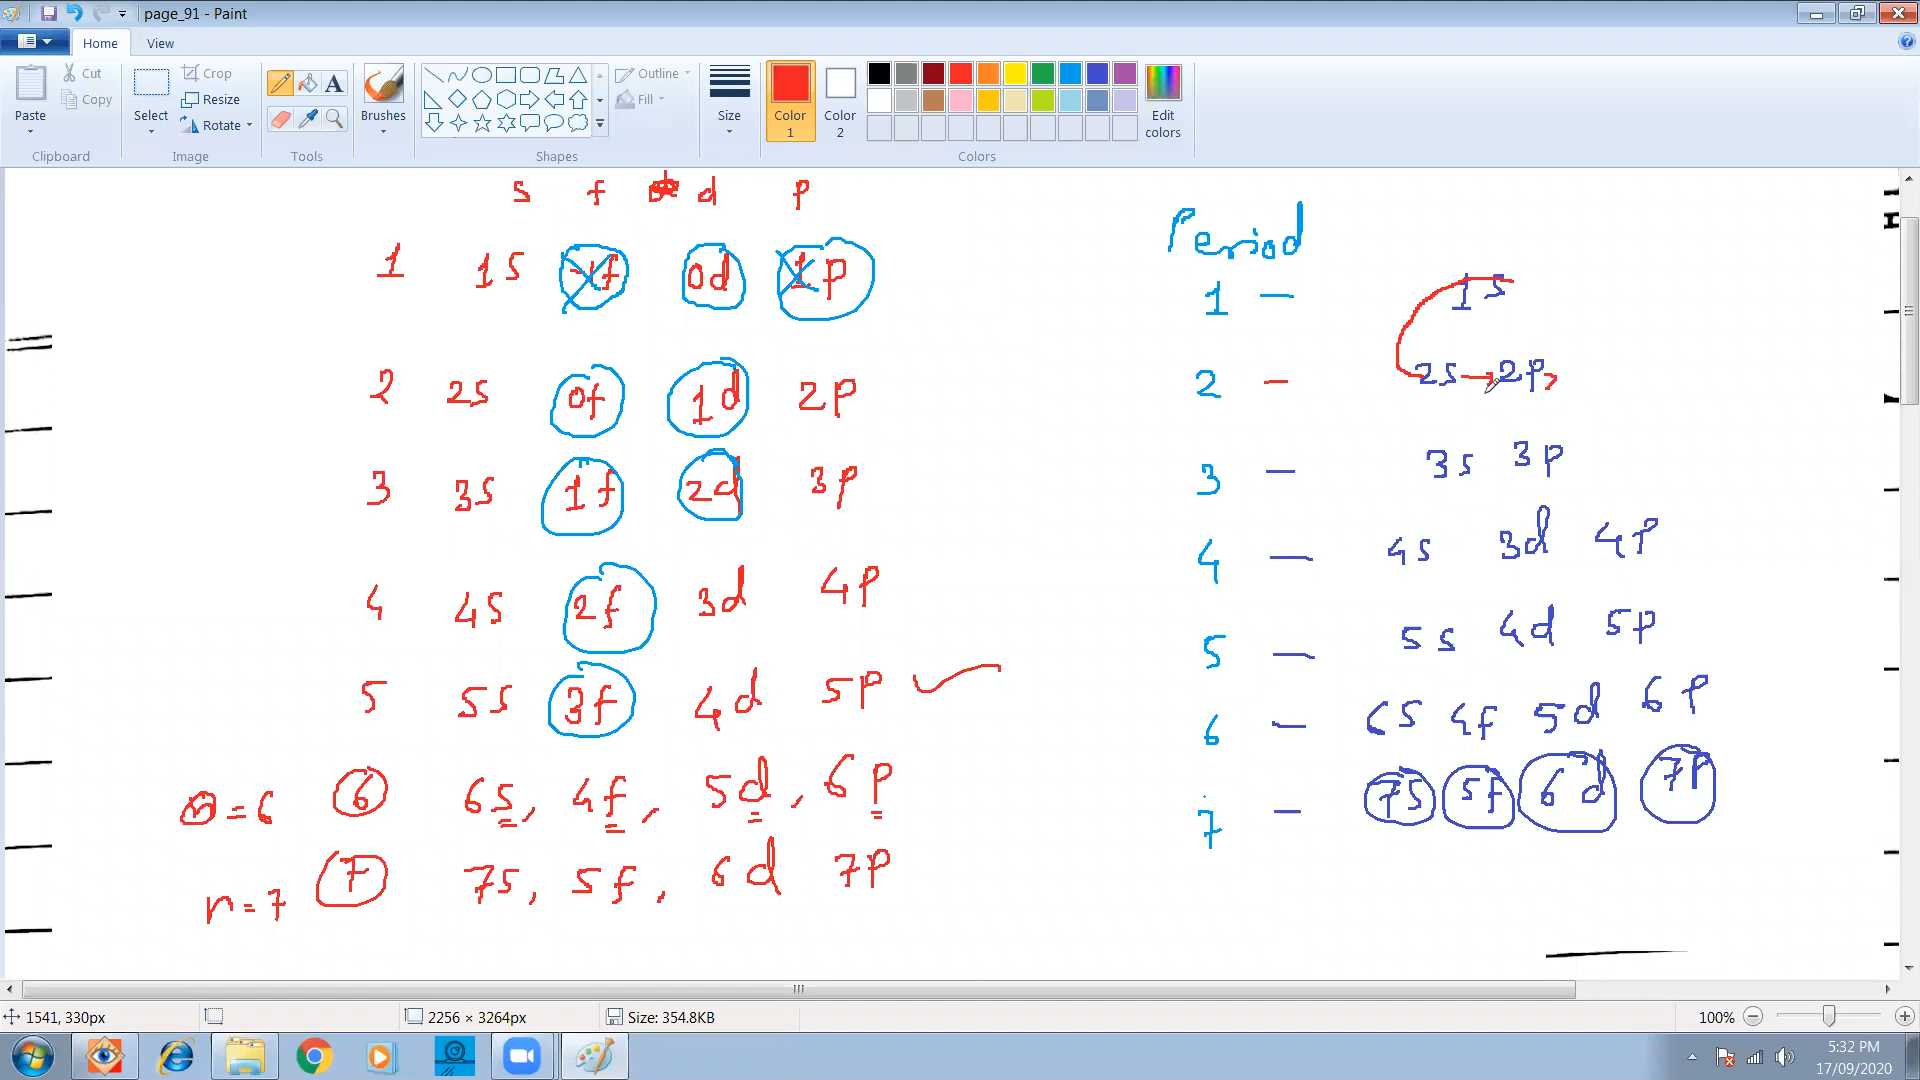 page_91 - Paint
Home View
Paste Cut Copy Clipboard
Select Crop Resize Rotate Image
Tools
Brushes
Outline Fill Shapes
Size
Color 1 Color 2 Edit colors Colors
s f d p
1 1s -1f 0d 1p
2 2s 0f 1d 2p
3 3s 1f 2d 3p
4 4s 2f 3d 4p
5 5s 3f 4d 5p
n=6 6 6s, 4f, 5d, 6p
n=7 7 7s, 5f, 6d 7p
Period
1 — 1s
2 — 2s 2p
3 — 3s 3p
4 — 4s 3d 4p
5 — 5s 4d 5p
6 — 6s 4f 5d 6p
7 — 7s 5f 6d 7p
1541, 330px 2256 × 3264px Size: 354.8KB 100%
5:32 PM
17/09/2020